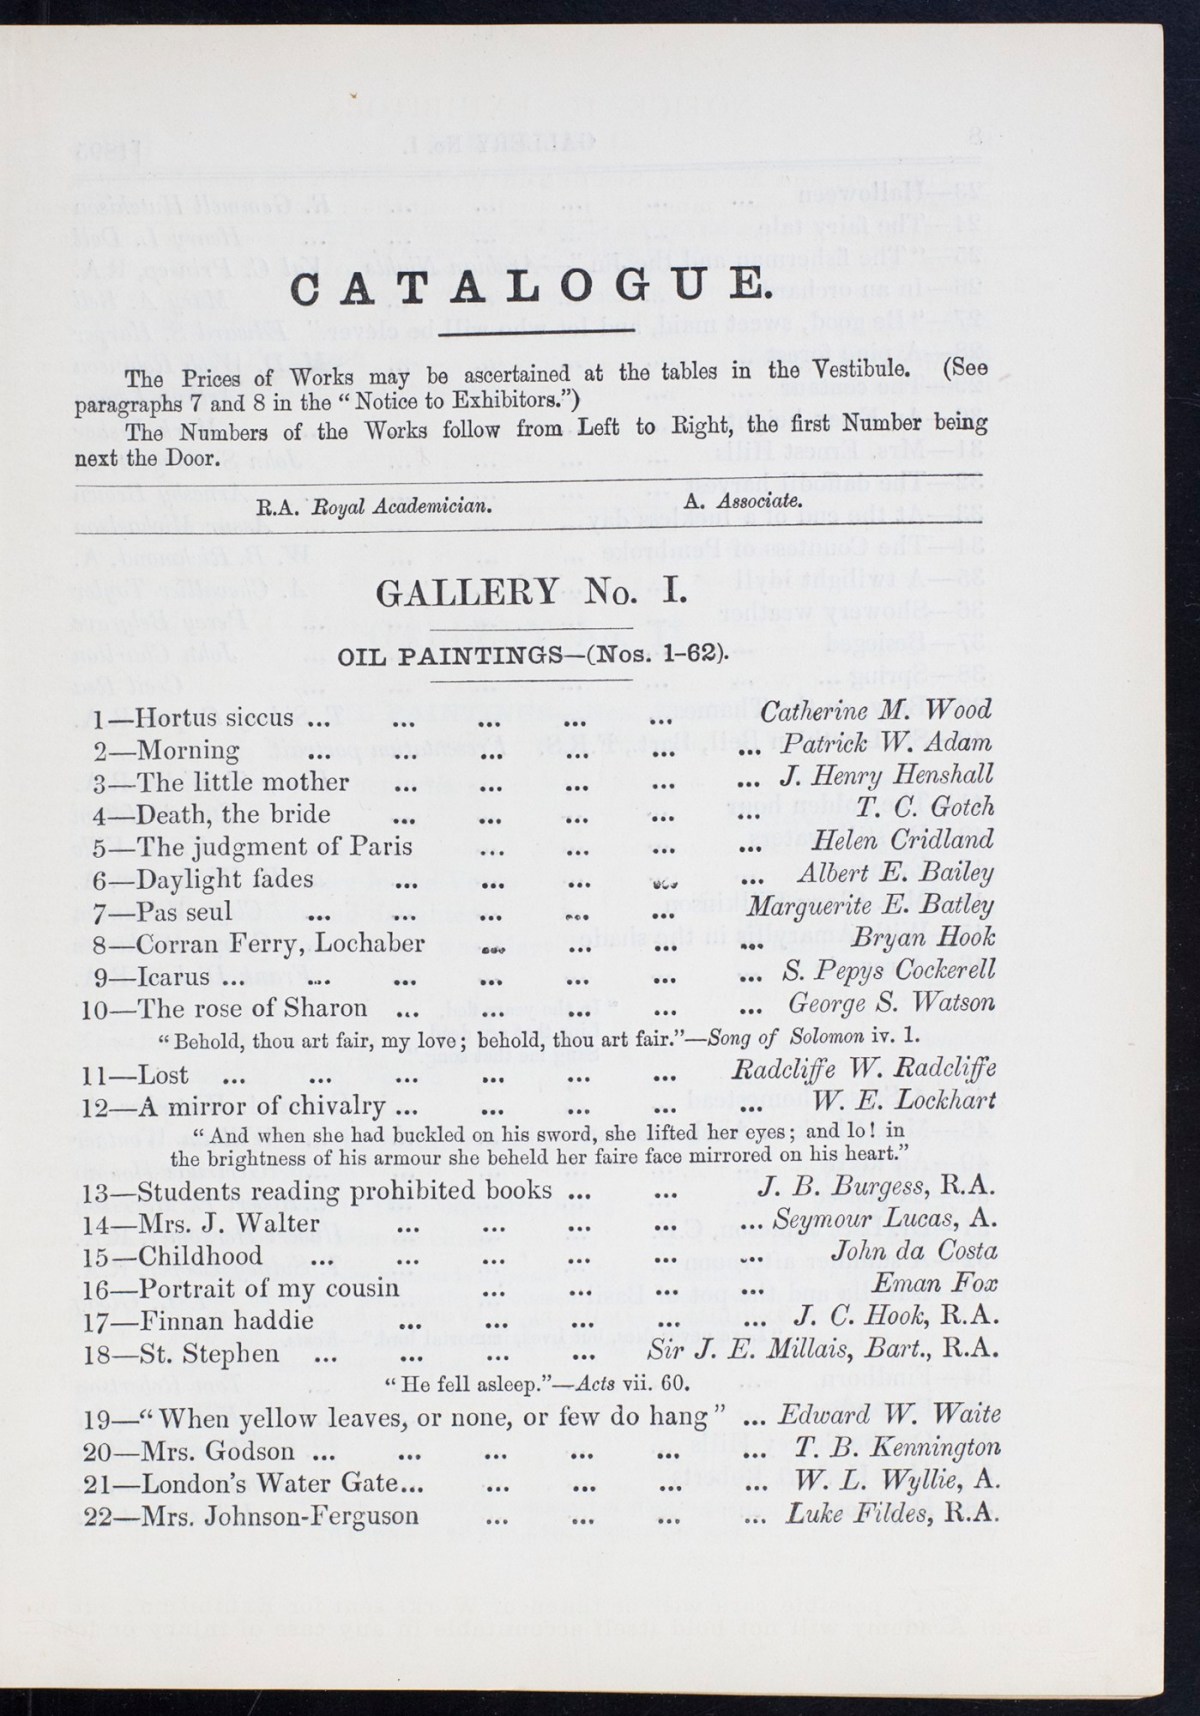 CATALOGUE.
The Prices of Works may be ascertained at the tables in the Vestibule. (See
paragraphs 7 and 8 in the “Notice to Exhibitors.”)
The Numbers of the Works follow from Left to Right, the first Number being
next the Door.
R.A. Royal Academician. A. Associate.
GALLERY No. I.
OIL PAINTINGS—(Nos. 1-62).
1—Hortus siccus ... ... ... ... ... Catherine M. Wood
2—Morning ... ... ... ... ... ... Patrick W. Adam
3—The little mother ... ... ... ... ... J. Henry Henshall
4—Death, the bride ... ... ... ... ... T. C. Gotch
5—The judgment of Paris ... ... ... ... Helen Cridland
6—Daylight fades ... ... ... ... ... Albert E. Bailey
7—Pas seul ... ... ... ... ... Marguerite E. Batley
8—Corran Ferry, Lochaber ... ... ... ... Bryan Hook
9—Icarus ... ... ... ... ... ... ... S. Pepys Cockerell
10—The rose of Sharon ... ... ... ... ... George S. Watson
“Behold, thou art fair, my love; behold, thou art fair.”—Song of Solomon iv. 1.
11—Lost ... ... ... ... ... ... Radcliffe W. Radcliffe
12—A mirror of chivalry ... ... ... ... ... W. E. Lockhart
“And when she had buckled on his sword, she lifted her eyes; and lo! in
the brightness of his armour she beheld her faire face mirrored on his heart.”
13—Students reading prohibited books ... ... J. B. Burgess, R.A.
14—Mrs. J. Walter ... ... ... ... ... Seymour Lucas, A.
15—Childhood ... ... ... ... ... ... John da Costa
16—Portrait of my cousin ... ... ... ... Eman Fox
17—Finnan haddie ... ... ... ... ... J. C. Hook, R.A.
18—St. Stephen ... ... ... ... Sir J. E. Millais, Bart., R.A.
“He fell asleep.”—Acts vii. 60.
19—“When yellow leaves, or none, or few do hang” ... Edward W. Waite
20—Mrs. Godson ... ... ... ... ... ... T. B. Kennington
21—London's Water Gate... ... ... ... ... W. L. Wyllie, A.
22—Mrs. Johnson-Ferguson ... ... ... ... Luke Fildes, R.A.